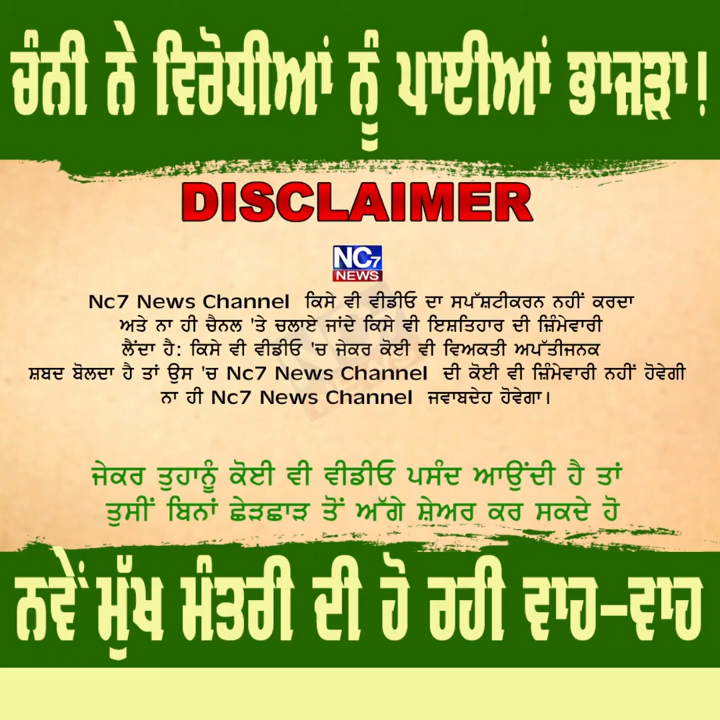 ਚੰਨੀ ਨੇ ਵਿਰੋਧੀਆਂ ਨੂੰ ਪਾਈਆਂ ਭਾਜੜਾ!
DISCLAIMER
NC7
NEWS
Nc7 News Channel ਕਿਸੇ ਵੀ ਵੀਡੀਓ ਦਾ ਸਪੱਸ਼ਟੀਕਰਨ ਨਹੀਂ ਕਰਦਾ
ਅਤੇ ਨਾ ਹੀ ਚੈਨਲ 'ਤੇ ਚਲਾਏ ਜਾਂਦੇ ਕਿਸੇ ਵੀ ਇਸ਼ਤਿਹਾਰ ਦੀ ਜ਼ਿੰਮੇਵਾਰੀ
ਲੈਂਦਾ ਹੈ: ਕਿਸੇ ਵੀ ਵੀਡੀਓ 'ਚ ਜੇਕਰ ਕੋਈ ਵੀ ਵਿਅਕਤੀ ਅਪੱਤੀਜਨਕ
ਸ਼ਬਦ ਬੋਲਦਾ ਹੈ ਤਾਂ ਉਸ 'ਚ Nc7 News Channel ਦੀ ਕੋਈ ਵੀ ਜ਼ਿੰਮੇਵਾਰੀ ਨਹੀਂ ਹੋਵੇਗੀ
ਨਾ ਹੀ Nc7 News Channel ਜਵਾਬਦੇਹ ਹੋਵੇਗਾ।
ਜੇਕਰ ਤੁਹਾਨੂੰ ਕੋਈ ਵੀ ਵੀਡੀਓ ਪਸੰਦ ਆਉਂਦੀ ਹੈ ਤਾਂ
ਤੁਸੀਂ ਬਿਨਾਂ ਛੇੜਛਾੜ ਤੋਂ ਅੱਗੇ ਸ਼ੇਅਰ ਕਰ ਸਕਦੇ ਹੋ
ਨਵੇਂ ਮੁੱਖ ਮੰਤਰੀ ਦੀ ਹੋ ਰਹੀ ਵਾਹ-ਵਾਹ